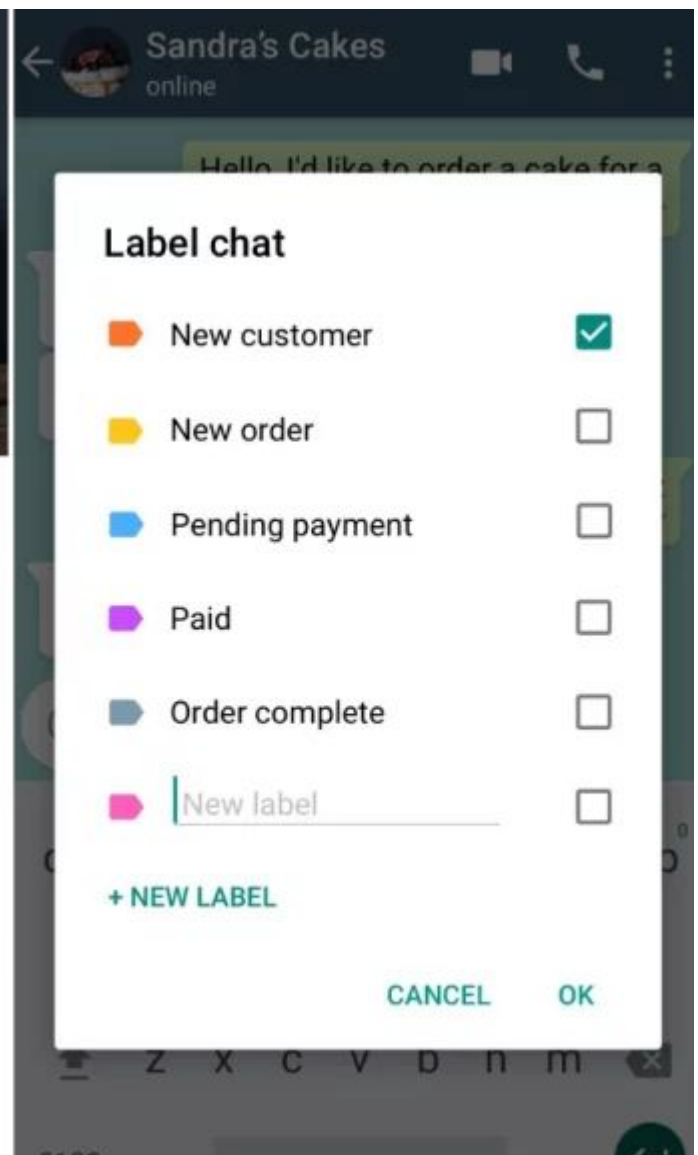 Sandra's Cakes
online
Hello, I'd like to order a cake for a
Label chat
New customer
New order
Pending payment
Paid
Order complete
New label
+ NEW LABEL
CANCEL OK
z x c v b n m